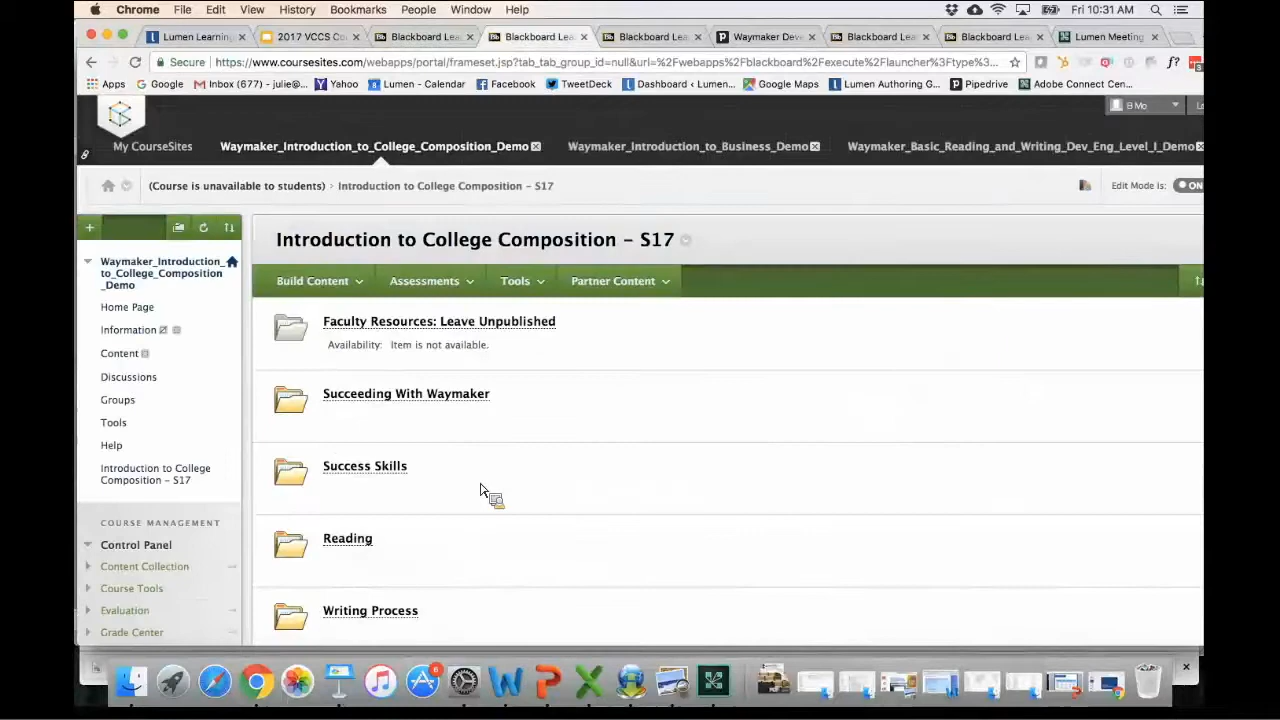 Chrome File Edit View History Bookmarks People Window Help Fri 10:31 AM
Lumen Learning 2017 VCCS Co Blackboard Lea Blackboard Lea Blackboard Lea Waymaker Deve Blackboard Lea Blackboard Lea Lumen Meeting
Secure https://www.coursesites.com/webapps/portal/frameset.jsp?tab_tab_group_id=null&url=%2Fwebapps%2Fblackboard%2Fexecute%2Flauncher%3Ftype%3...
Apps Google Inbox (677) - julie@... Yahoo Lumen - Calendar Facebook TweetDeck Dashboard ‹ Lumen... Google Maps Lumen Authoring G... Pipedrive Adobe Connect Cen...
B Mo
My CourseSites Waymaker_Introduction_to_College_Composition_Demo Waymaker_Introduction_to_Business_Demo Waymaker_Basic_Reading_and_Writing_Dev_Eng_Level_I_Demo
(Course is unavailable to students) Introduction to College Composition – S17 Edit Mode is: ON
Waymaker_Introduction_
to_College_Composition
_Demo
Home Page
Information
Content
Discussions
Groups
Tools
Help
Introduction to College
Composition – S17
COURSE MANAGEMENT
Control Panel
Content Collection
Course Tools
Evaluation
Grade Center
Introduction to College Composition – S17
Build Content Assessments Tools Partner Content
Faculty Resources: Leave Unpublished
Availability: Item is not available.
Succeeding With Waymaker
Success Skills
Reading
Writing Process